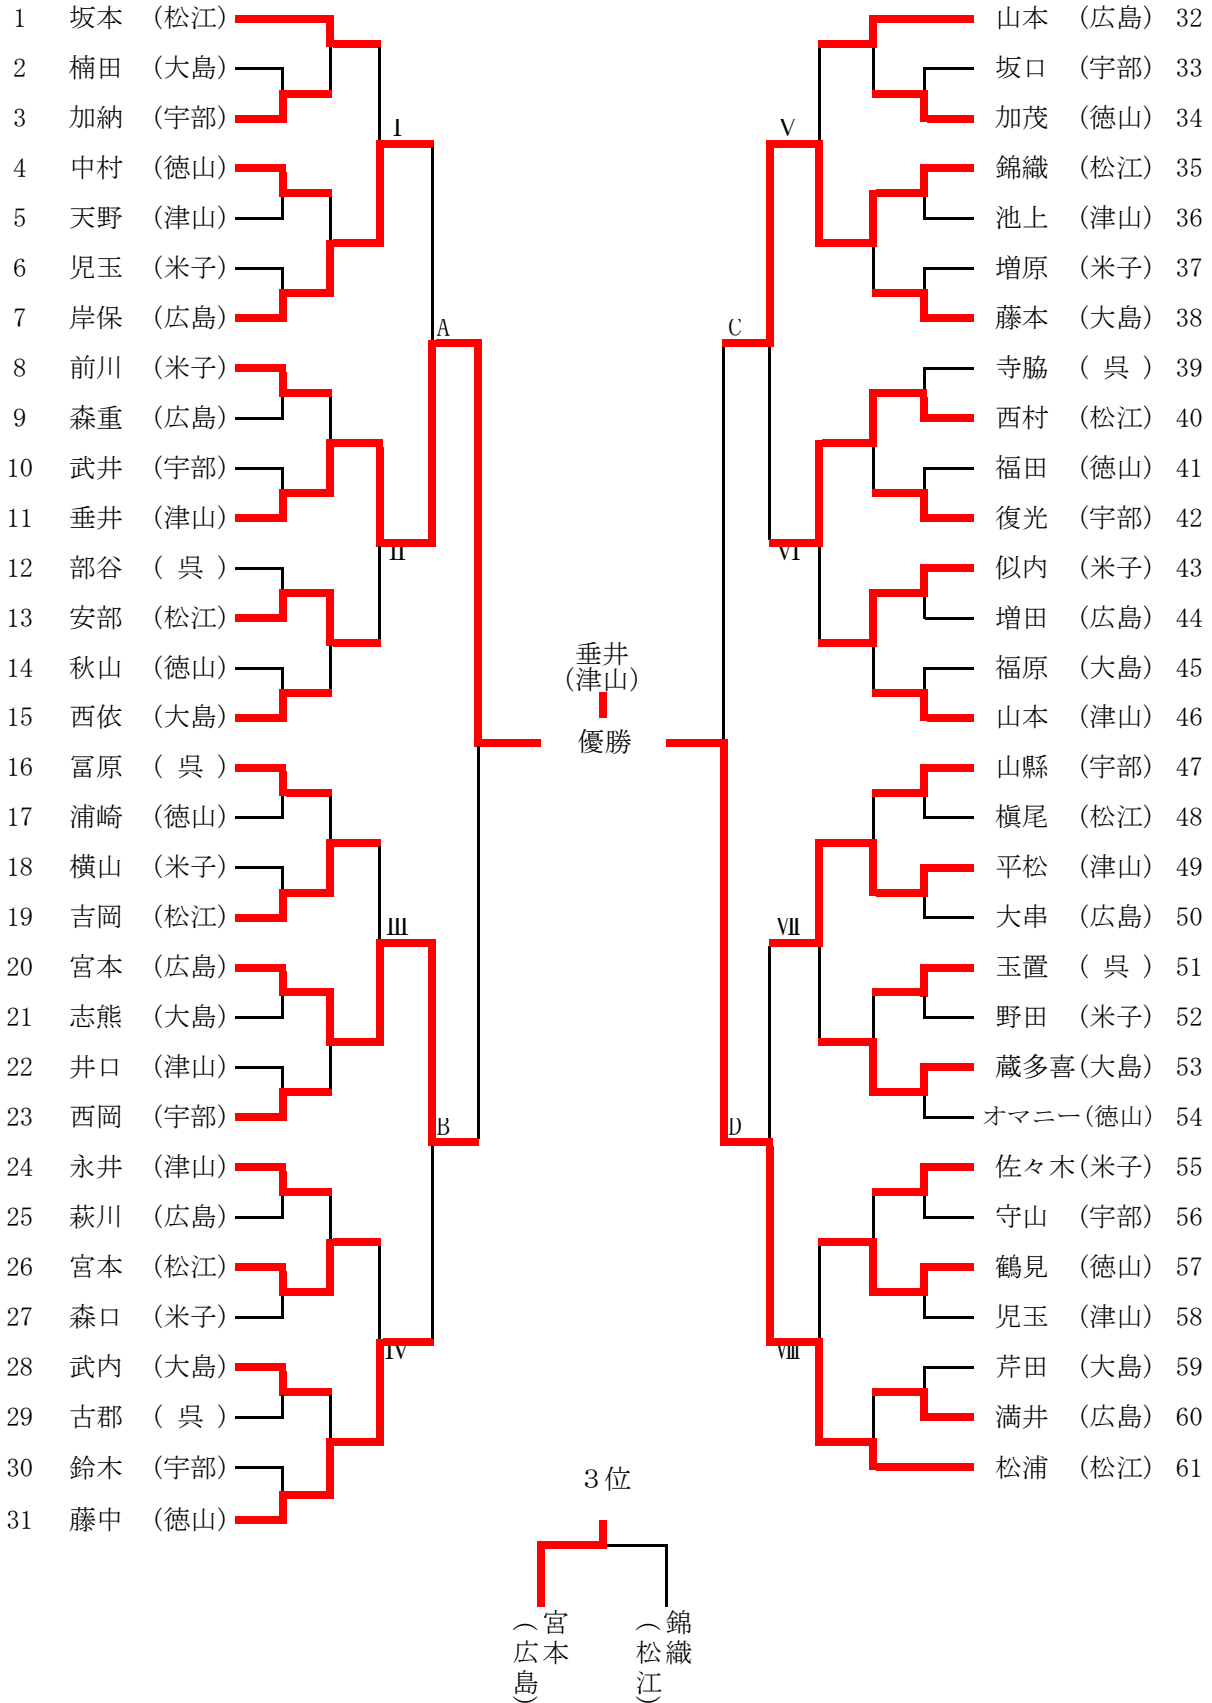 1 坂本 (松江)
2 楠田 (大島)
3 加納 (宇部)
4 中村 (徳山)
5 天野 (津山)
6 児玉 (米子)
7 岸保 (広島)
8 前川 (米子)
9 森重 (広島)
10 武井 (宇部)
11 垂井 (津山)
12 部谷 ( 呉 )
13 安部 (松江)
14 秋山 (徳山)
15 西依 (大島)
16 冨原 ( 呉 )
17 浦崎 (徳山)
18 横山 (米子)
19 吉岡 (松江)
20 宮本 (広島)
21 志熊 (大島)
22 井口 (津山)
23 西岡 (宇部)
24 永井 (津山)
25 萩川 (広島)
26 宮本 (松江)
27 森口 (米子)
28 武内 (大島)
29 古郡 ( 呉 )
30 鈴木 (宇部)
31 藤中 (徳山)
I
II
III
IV
A
B
垂井
(津山)
優勝
C
D
V
VI
VII
VIII
山本 (広島) 32
坂口 (宇部) 33
加茂 (徳山) 34
錦織 (松江) 35
池上 (津山) 36
増原 (米子) 37
藤本 (大島) 38
寺脇 ( 呉 ) 39
西村 (松江) 40
福田 (徳山) 41
復光 (宇部) 42
似内 (米子) 43
増田 (広島) 44
福原 (大島) 45
山本 (津山) 46
山縣 (宇部) 47
槇尾 (松江) 48
平松 (津山) 49
大串 (広島) 50
玉置 ( 呉 ) 51
野田 (米子) 52
蔵多喜(大島) 53
オマニー(徳山) 54
佐々木(米子) 55
守山 (宇部) 56
鶴見 (徳山) 57
児玉 (津山) 58
芹田 (大島) 59
満井 (広島) 60
松浦 (松江) 61
３位
宮本
(広島)
錦織
(松江)